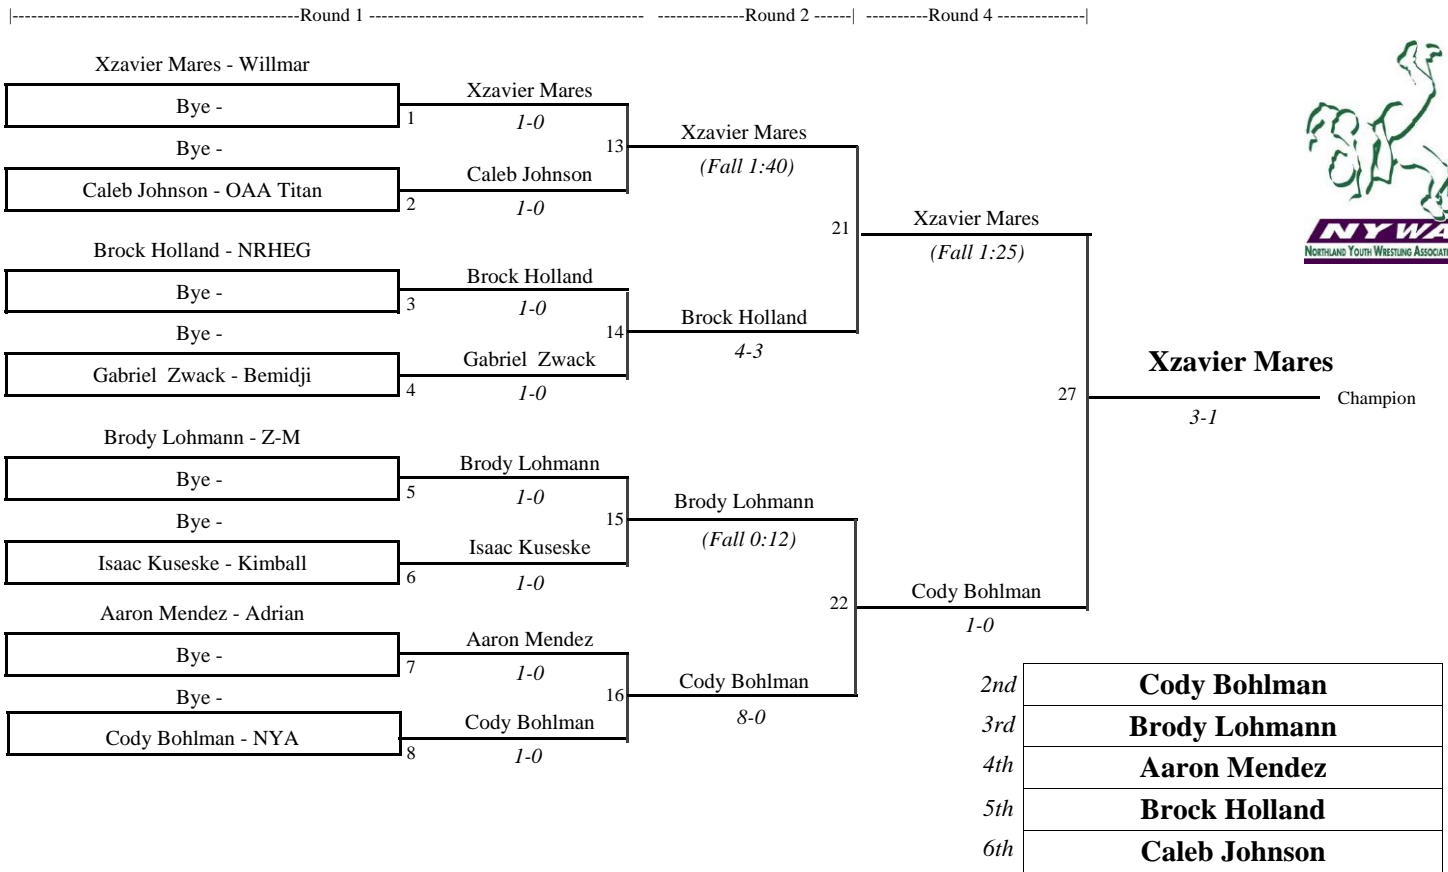 |----------------------------------------------Round 1 -------------------------------------------- --------------Round 2 ------| ----------Round 4 --------------|
Xzavier Mares - Willmar
Bye -
1
Bye -
Caleb Johnson - OAA Titan
2
Brock Holland - NRHEG
Bye -
3
Bye -
Gabriel Zwack - Bemidji
4
Brody Lohmann - Z-M
Bye -
5
Bye -
Isaac Kuseske - Kimball
6
Aaron Mendez - Adrian
Bye -
7
Bye -
Cody Bohlman - NYA
8
Xzavier Mares
1-0
13
Caleb Johnson
1-0
Brock Holland
1-0
14
Gabriel Zwack
1-0
Brody Lohmann
1-0
15
Isaac Kuseske
1-0
Aaron Mendez
1-0
16
Cody Bohlman
1-0
Xzavier Mares
(Fall 1:40)
21
Brock Holland
4-3
Brody Lohmann
(Fall 0:12)
22
Cody Bohlman
8-0
Xzavier Mares
(Fall 1:25)
27
Cody Bohlman
1-0
NYWA
NORTHLAND YOUTH WRESTLING
Xzavier Mares
Champion
3-1
2nd Cody Bohlman
3rd Brody Lohmann
4th Aaron Mendez
5th Brock Holland
6th Caleb Johnson